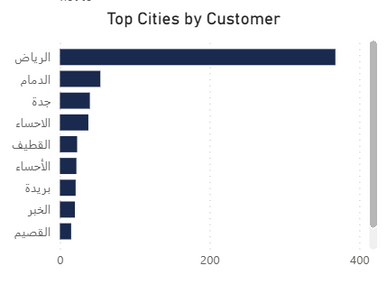 Top Cities by Customer
الرياض
الدمام
جدة
الاحساء
القطيف
الأحساء
بريدة
الخبر
القصيم
0 200 400